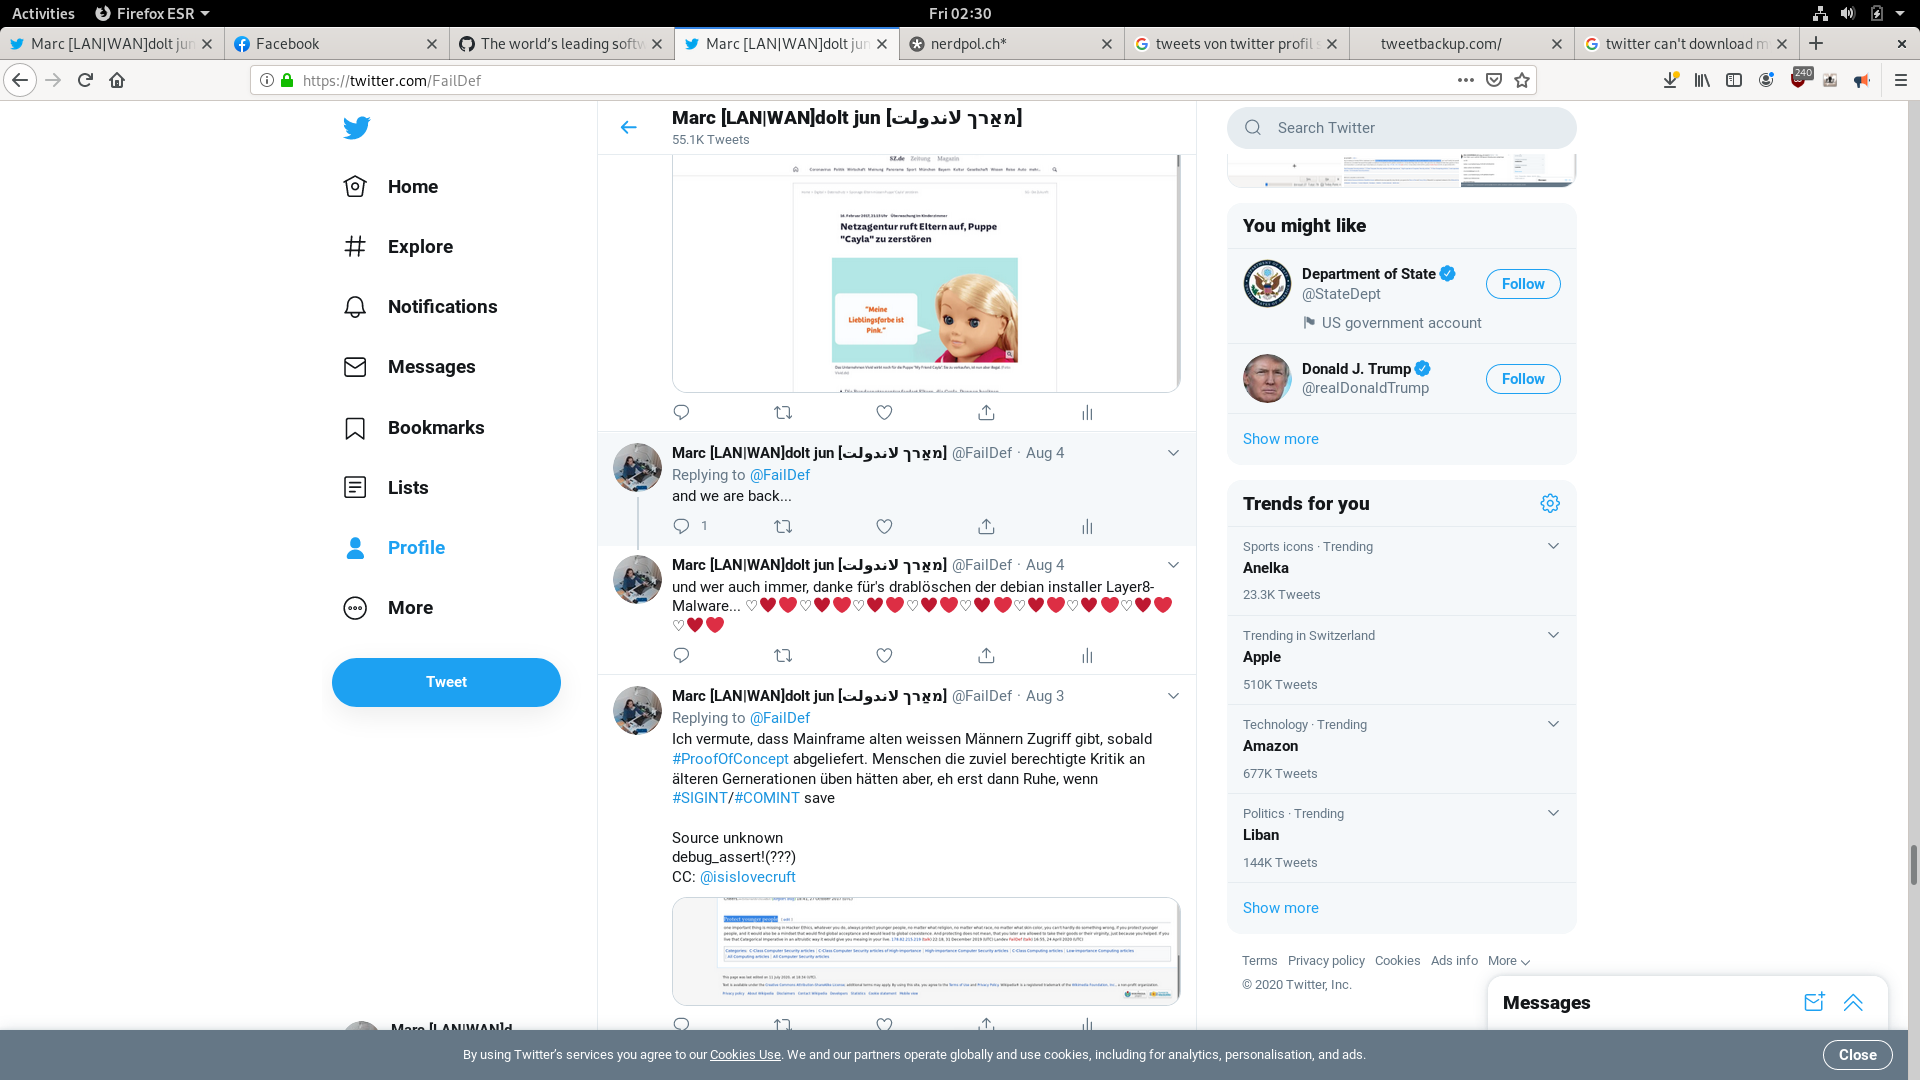 Activities
Firefox ESR
Fri 02:30
Marc [LAN|WAN]dolt jun
Facebook
The world's leading softw
Marc [LAN|WAN]dolt jun
nerdpol.ch*
tweets von twitter profil s
tweetbackup.com/
twitter can't download m
https://twitter.com/FailDef
240
Home
Explore
Notifications
Messages
Bookmarks
Lists
Profile
More
Tweet
Marc [LAN|WAN]d
Marc [LAN|WAN]dolt jun [מאַרך לאנדולת]
55.1K Tweets
SZ.de Zeitung Magazin
Netzagentur ruft Eltern auf, Puppe
"Cayla" zu zerstören
"Meine
Lieblingsfarbe ist
Pink."
Marc [LAN|WAN]dolt jun [מאַרך לאנדולת] @FailDef · Aug 4
Replying to @FailDef
and we are back...
1
Marc [LAN|WAN]dolt jun [מאַרך לאנדולת] @FailDef · Aug 4
und wer auch immer, danke für's drablöschen der debian installer Layer8-
Malware... ♡♥❤♡♥❤♡♥❤♡♥❤♡♥❤♡♥❤♡♥❤♡♥❤
♡♥❤
Marc [LAN|WAN]dolt jun [מאַרך לאנדולת] @FailDef · Aug 3
Replying to @FailDef
Ich vermute, dass Mainframe alten weissen Männern Zugriff gibt, sobald
#ProofOfConcept abgeliefert. Menschen die zuviel berechtigte Kritik an
älteren Gernerationen üben hätten aber, eh erst dann Ruhe, wenn
#SIGINT/#COMINT save
Source unknown
debug_assert!(???)
CC: @isislovecruft
Protect younger people
Search Twitter
You might like
Department of State
@StateDept
Follow
US government account
Donald J. Trump
@realDonaldTrump
Follow
Show more
Trends for you
Sports icons · Trending
Anelka
23.3K Tweets
Trending in Switzerland
Apple
510K Tweets
Technology · Trending
Amazon
677K Tweets
Politics · Trending
Liban
144K Tweets
Show more
Terms Privacy policy Cookies Ads info More
© 2020 Twitter, Inc.
Messages
By using Twitter's services you agree to our Cookies Use. We and our partners operate globally and use cookies, including for analytics, personalisation, and ads.
Close